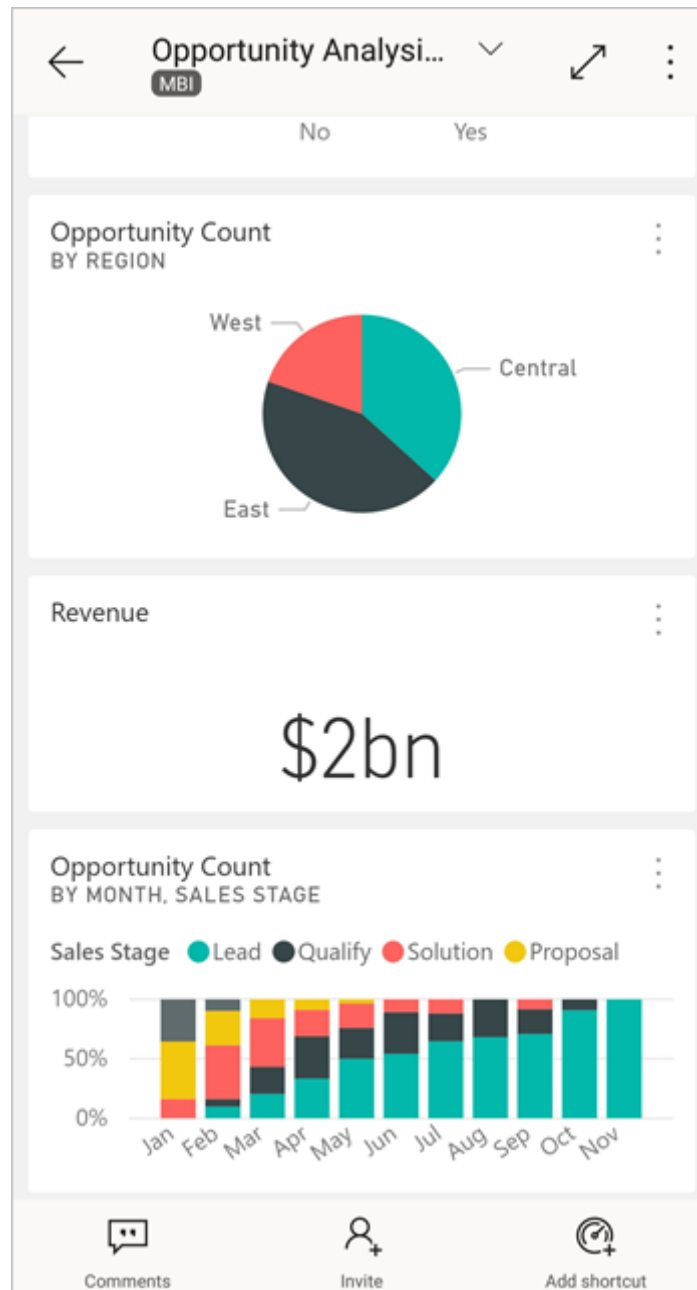 Opportunity Analysi...
MBI
No Yes
Opportunity Count
BY REGION
West
Central
East
Revenue
$2bn
Opportunity Count
BY MONTH, SALES STAGE
Sales Stage Lead Qualify Solution Proposal
100%
50%
0%
Jan Feb Mar Apr May Jun Jul Aug Sep Oct Nov
Comments Invite Add shortcut